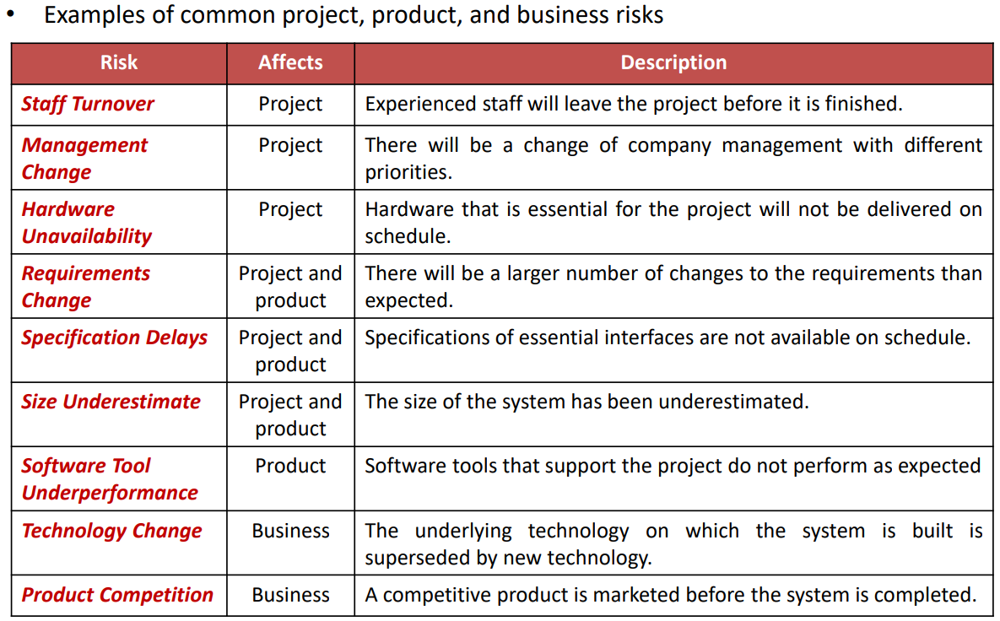 • Examples of common project, product, and business risks
Risk Affects Description
Staff Turnover Project Experienced staff will leave the project before it is finished.
Management Project There will be a change of company management with different
Change priorities.
Hardware Project Hardware that is essential for the project will not be delivered on
Unavailability schedule.
Requirements Project and There will be a larger number of changes to the requirements than
Change product expected.
Specification Delays Project and Specifications of essential interfaces are not available on schedule.
product
Size Underestimate Project and The size of the system has been underestimated.
product
Software Tool Product Software tools that support the project do not perform as expected
Underperformance
Technology Change Business The underlying technology on which the system is built is
superseded by new technology.
Product Competition Business A competitive product is marketed before the system is completed.